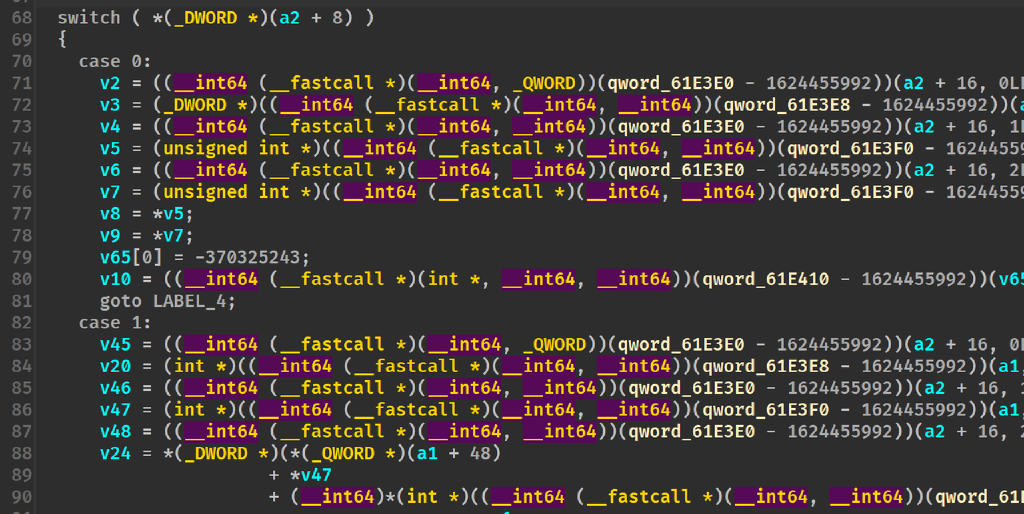 68 switch ( *(_DWORD *)(a2 + 8) )
69 {
70 case 0:
71 v2 = ((__int64 (__fastcall *)(__int64, _QWORD))(qword_61E3E0 - 1624455992))(a2 + 16, 0LL
72 v3 = (_DWORD *)((__int64 (__fastcall *)(__int64, __int64))(qword_61E3E8 - 1624455992))(a
73 v4 = ((__int64 (__fastcall *)(__int64, __int64))(qword_61E3E0 - 1624455992))(a2 + 16, 1L
74 v5 = (unsigned int *)((__int64 (__fastcall *)(__int64, __int64))(qword_61E3F0 - 16244559
75 v6 = ((__int64 (__fastcall *)(__int64, __int64))(qword_61E3E0 - 1624455992))(a2 + 16, 2L
76 v7 = (unsigned int *)((__int64 (__fastcall *)(__int64, __int64))(qword_61E3F0 - 16244559
77 v8 = *v5;
78 v9 = *v7;
79 v65[0] = -370325243;
80 v10 = ((__int64 (__fastcall *)(int *, __int64, __int64))(qword_61E410 - 1624455992))(v65
81 goto LABEL_4;
82 case 1:
83 v45 = ((__int64 (__fastcall *)(__int64, _QWORD))(qword_61E3E0 - 1624455992))(a2 + 16, 0L
84 v20 = (int *)((__int64 (__fastcall *)(__int64, __int64))(qword_61E3E8 - 1624455992))(a1,
85 v46 = ((__int64 (__fastcall *)(__int64, __int64))(qword_61E3E0 - 1624455992))(a2 + 16, 1
86 v47 = (int *)((__int64 (__fastcall *)(__int64, __int64))(qword_61E3F0 - 1624455992))(a1,
87 v48 = ((__int64 (__fastcall *)(__int64, __int64))(qword_61E3E0 - 1624455992))(a2 + 16, 2
88 v24 = *(_DWORD *)(*(_QWORD *)(a1 + 48)
89 + *v47
90 + (__int64)*(int *)((__int64 (__fastcall *)(__int64, __int64))(qword_61E